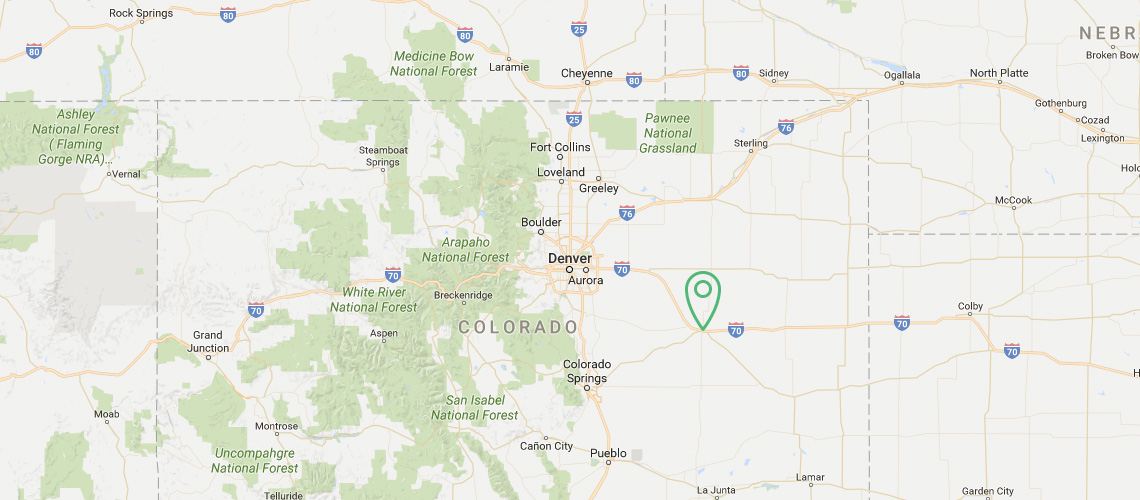 Rock Springs
80
80
25
NEBR
Broken Bow
Medicine Bow
National Forest
Laramie
Cheyenne
80
80
Sidney
Ogallala
North Platte
Gothenburg
Cozad
Lexington
Ashley
National Forest
( Flaming
Gorge NRA)...
Vernal
25
Pawnee
National
Grassland
76
Sterling
Steamboat
Springs
Fort Collins
Loveland
Greeley
Holc
McCook
Boulder
76
Arapaho
National Forest
Denver
Aurora
70
70
White River
National Forest
Breckenridge
70
COLORADO
Aspen
Grand
Junction
70
70
Colby
70
H
Colorado
Springs
San Isabel
National Forest
Moab
Montrose
Cañon City
Pueblo
Uncompahgre
National Forest
Telluride
La Junta
Lamar
Garden City